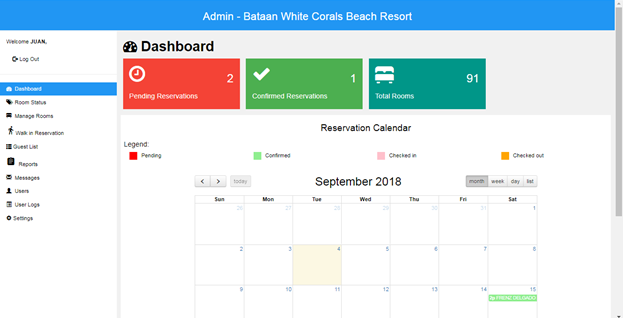 Admin - Bataan White Corals Beach Resort
Welcome JUAN,
Log Out
Dashboard
Room Status
Manage Rooms
Walk in Reservation
Guest List
Reports
Messages
Users
User Logs
Settings
Dashboard
2
Pending Reservations
1
Confirmed Reservations
91
Total Rooms
Reservation Calendar
Legend:
Pending Confirmed Checked in Checked out
today September 2018 month week day list
Sun Mon Tue Wed Thu Fri Sat
26 27 28 29 30 31 1
2 3 4 5 6 7 8
9 10 11 12 13 14 15
FRENZ DELGADO